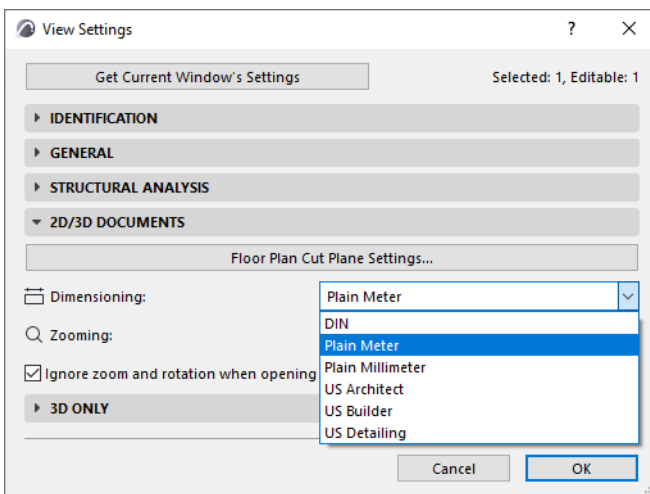 View Settings ?
Get Current Window's Settings Selected: 1, Editable: 1
IDENTIFICATION
GENERAL
STRUCTURAL ANALYSIS
2D/3D DOCUMENTS
Floor Plan Cut Plane Settings...
Dimensioning: Plain Meter
DIN
Zooming:
Plain Meter
Plain Millimeter
Ignore zoom and rotation when opening
US Architect
3D ONLY
US Builder
US Detailing
Cancel OK